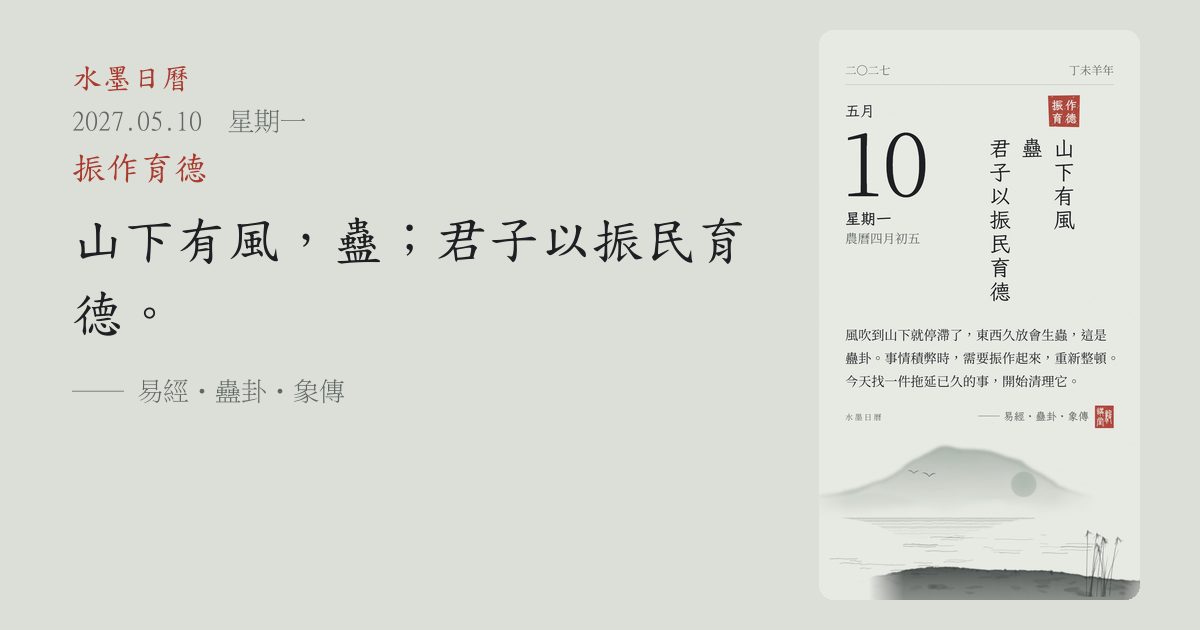 水墨日曆
2027.05.10　星期一
振作育德
山下有風，蠱；君子以振民育
德。
—— 易經・蠱卦・象傳
二〇二七
丁未羊年
五月
10
星期一
農曆四月初五
振作育德
山下有風
蠱
君子以振民育德
風吹到山下就停滯了，東西久放會生蟲，這是
蠱卦。事情積弊時，需要振作起來，重新整頓。
今天找一件拖延已久的事，開始清理它。
水墨日曆
—— 易經・蠱卦・象傳